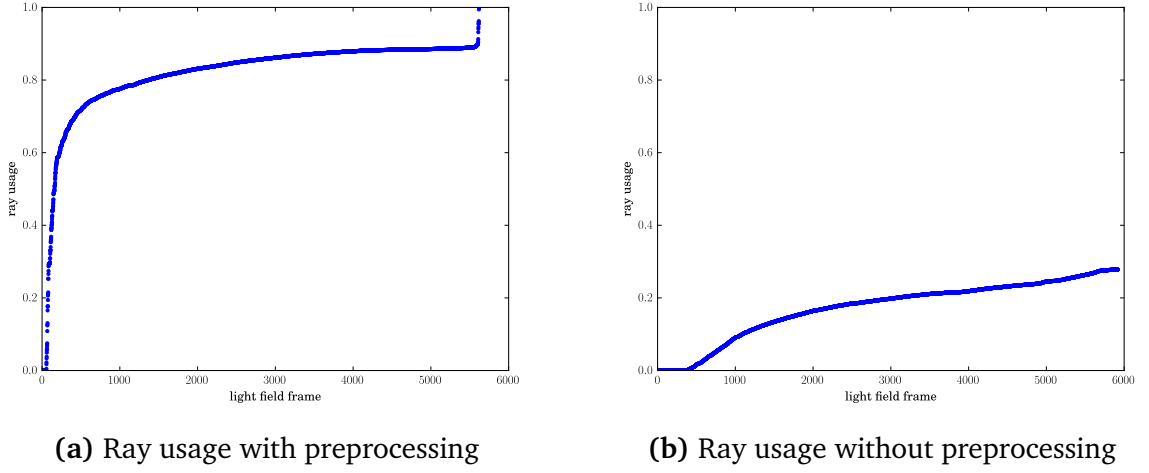 1.0
0.8
0.6
0.4
0.2
0.0
ray usage
0 1000 2000 3000 4000 5000 6000
light field frame
(a) Ray usage with preprocessing
1.0
0.8
0.6
0.4
0.2
0.0
ray usage
0 1000 2000 3000 4000 5000 6000
light field frame
(b) Ray usage without preprocessing